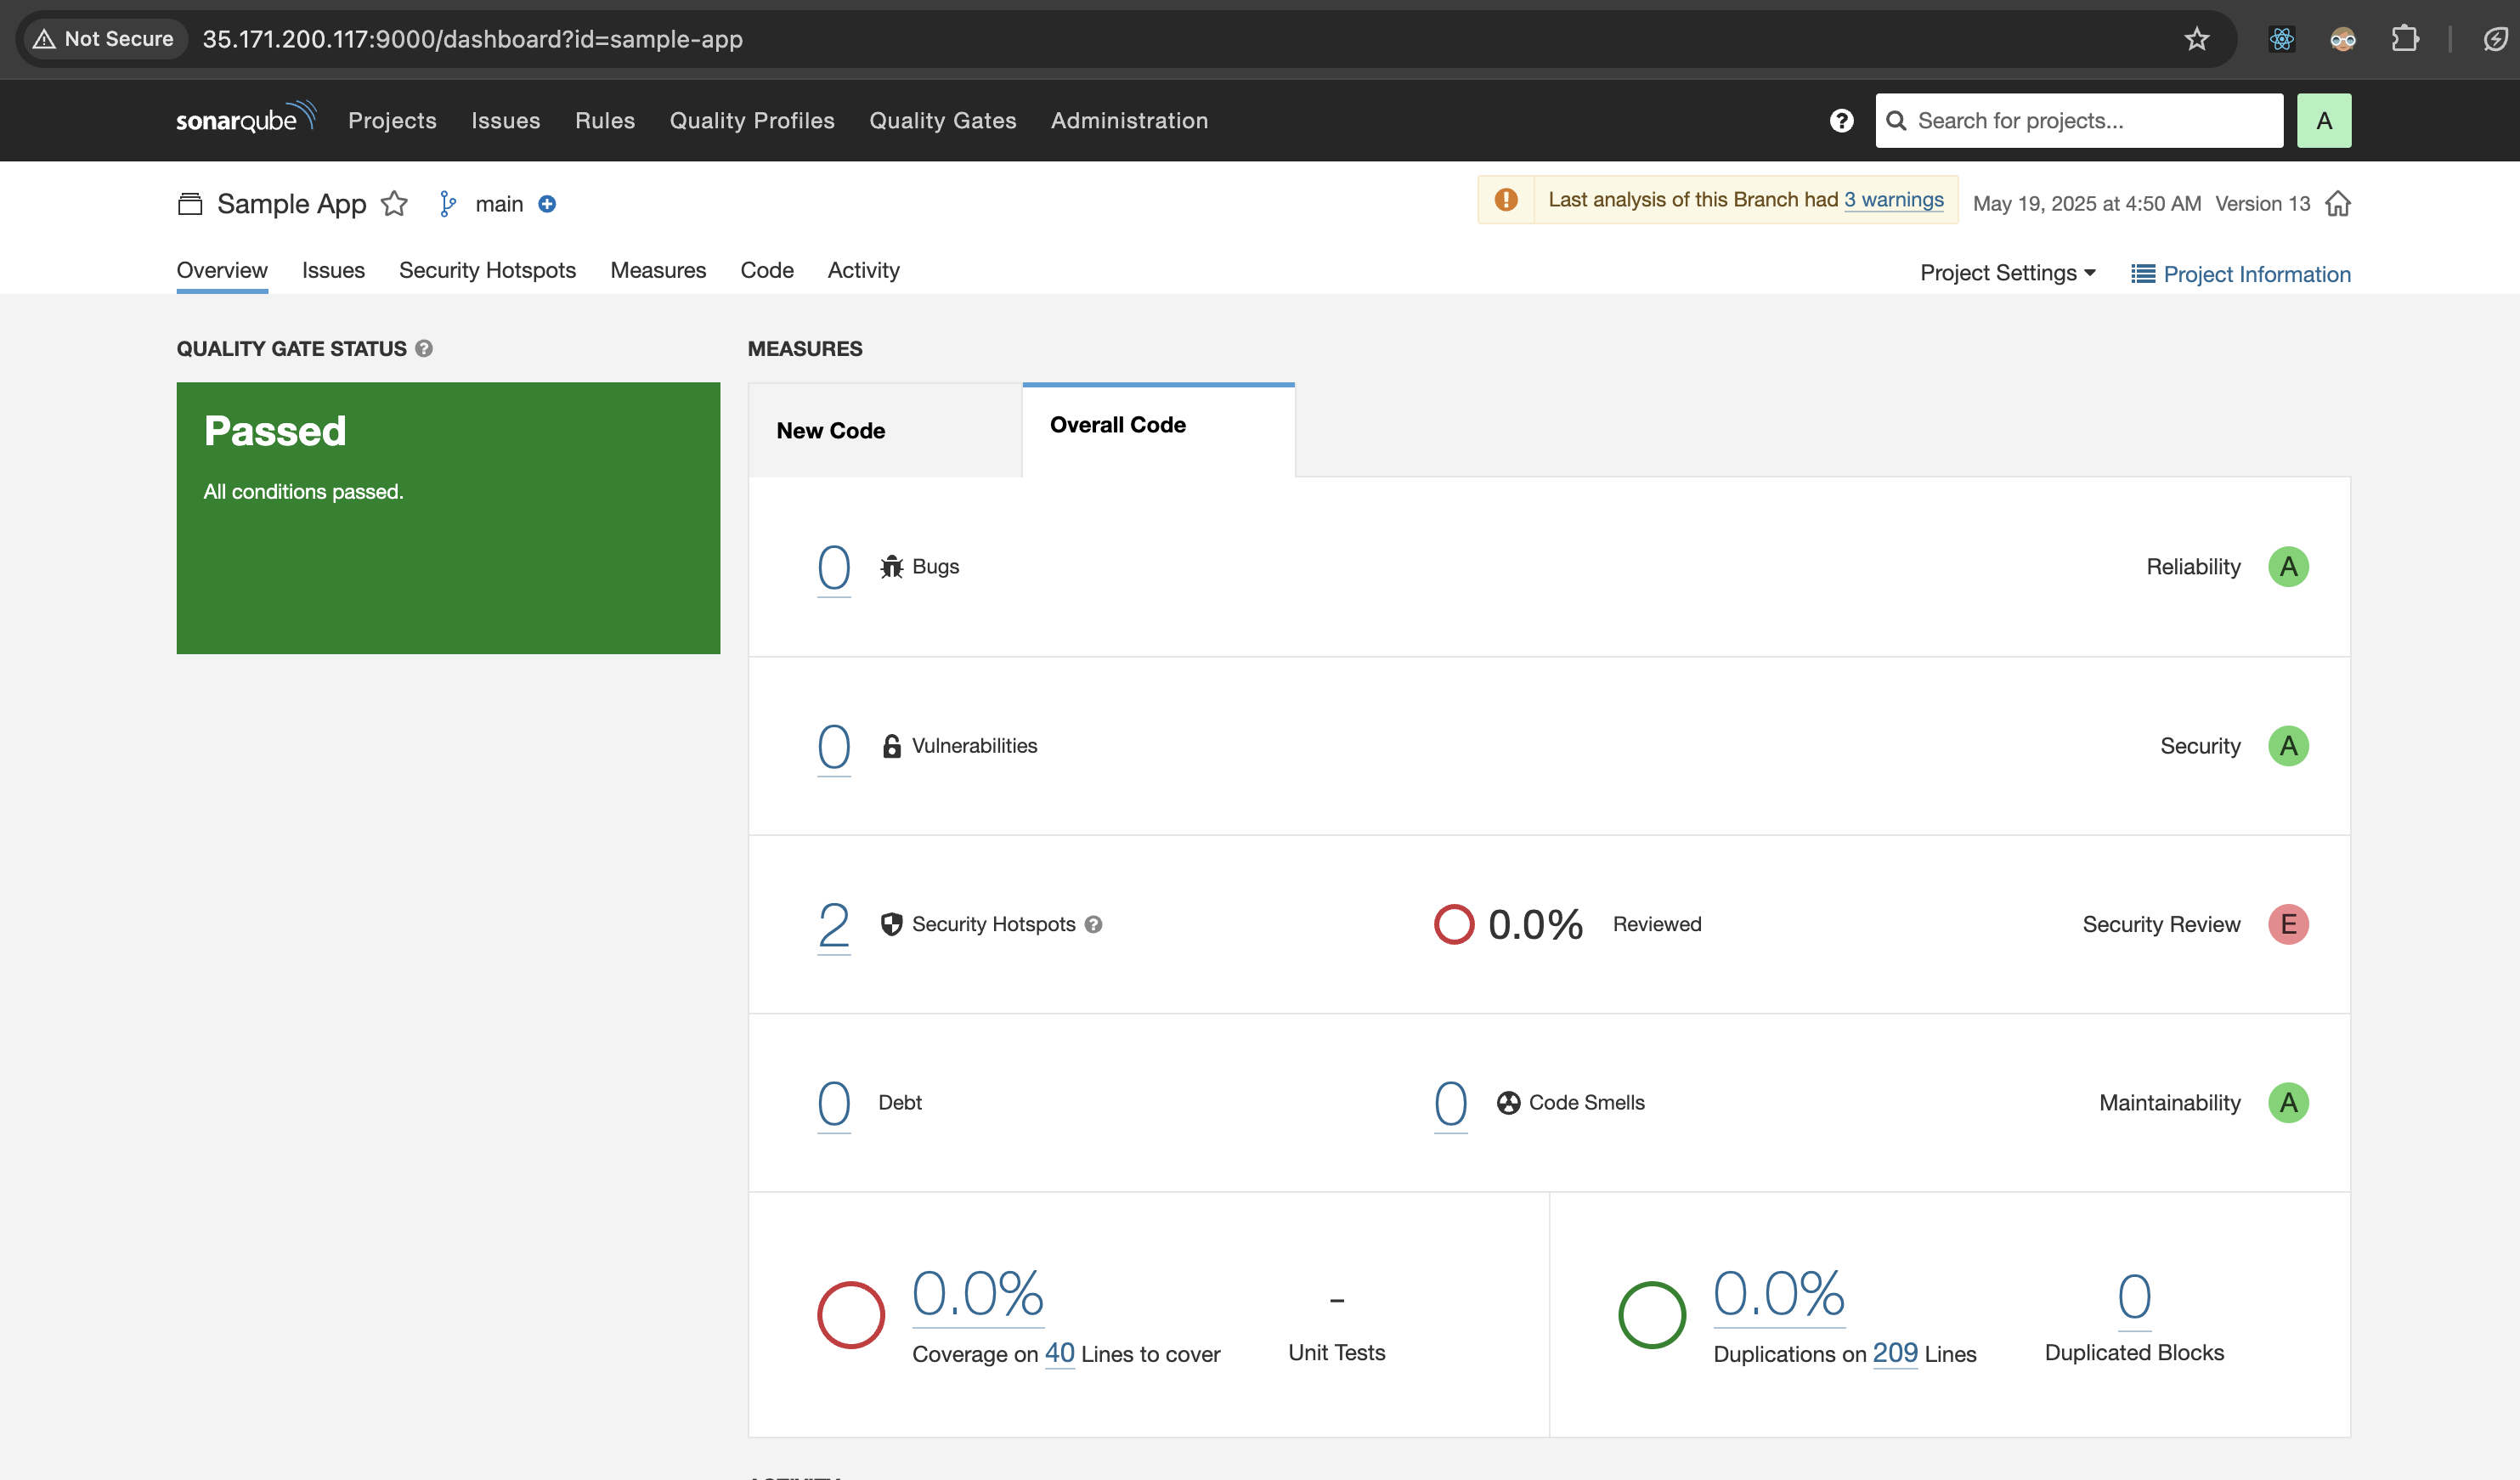 Not Secure 35.171.200.117:9000/dashboard?id=sample-app
sonarqube Projects Issues Rules Quality Profiles Quality Gates Administration ? Search for projects... A
Sample App main Last analysis of this Branch had 3 warnings May 19, 2025 at 4:50 AM Version 13
Overview Issues Security Hotspots Measures Code Activity Project Settings Project Information
QUALITY GATE STATUS ?
Passed
All conditions passed.
MEASURES
New Code Overall Code
0 Bugs Reliability A
0 Vulnerabilities Security A
2 Security Hotspots ? 0.0% Reviewed Security Review E
0 Debt 0 Code Smells Maintainability A
0.0% –
Coverage on 40 Lines to cover Unit Tests
0.0% 0
Duplications on 209 Lines Duplicated Blocks